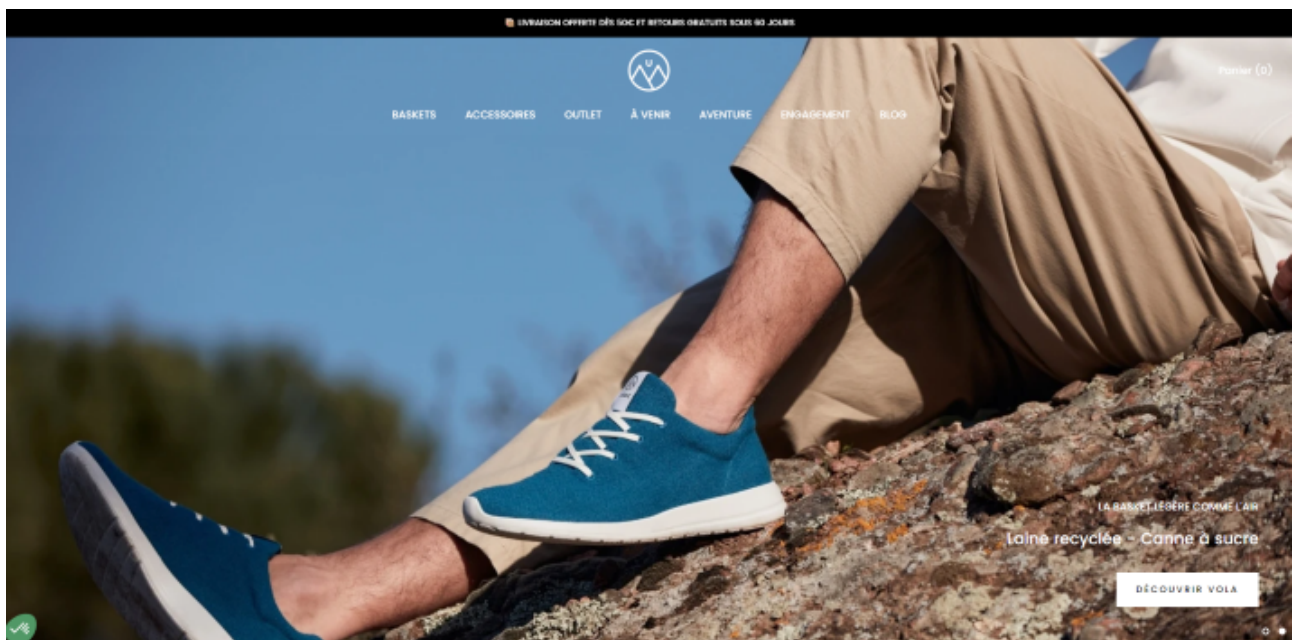 LIVRAISON OFFERTE DÈS 50€ ET RETOURS GRATUITS SOUS 60 JOURS
U
Panier (0)
BASKETS ACCESSOIRES OUTLET À VENIR AVENTURE ENGAGEMENT BLOG
LA BASKET LÉGÈRE COMME L'AIR
Laine recyclée - Canne à sucre
DÉCOUVRIR VOLA